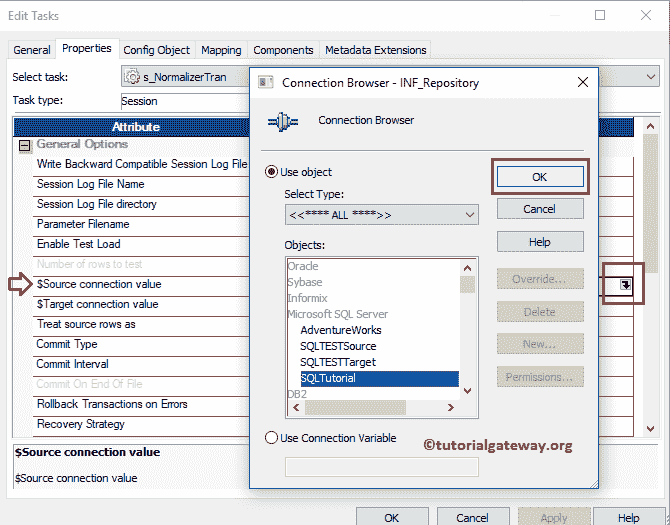 Edit Tasks
General Properties Config Object Mapping Components Metadata Extensions
Select task: s_NormalizerTran
Task type: Session
Attribute
General Options
Write Backward Compatible Session Log File
Session Log File Name
Session Log File directory
Parameter Filename
Enable Test Load
Number of rows to test
$Source connection value
$Target connection value
Treat source rows as
Commit Type
Commit Interval
Commit On End Of File
Rollback Transactions on Errors
Recovery Strategy
$Source connection value
$Source connection value
OK Cancel Apply Help
Connection Browser - INF_Repository
Connection Browser
Use object
Select Type:
<<**** ALL ****>>
Objects:
Oracle
Sybase
Informix
Microsoft SQL Server
AdventureWorks
SQLTESTSource
SQLTESTTarget
SQLTutorial
DB2
Use Connection Variable
OK
Cancel
Help
Override...
Delete
New...
Permissions...
©tutorialgateway.org